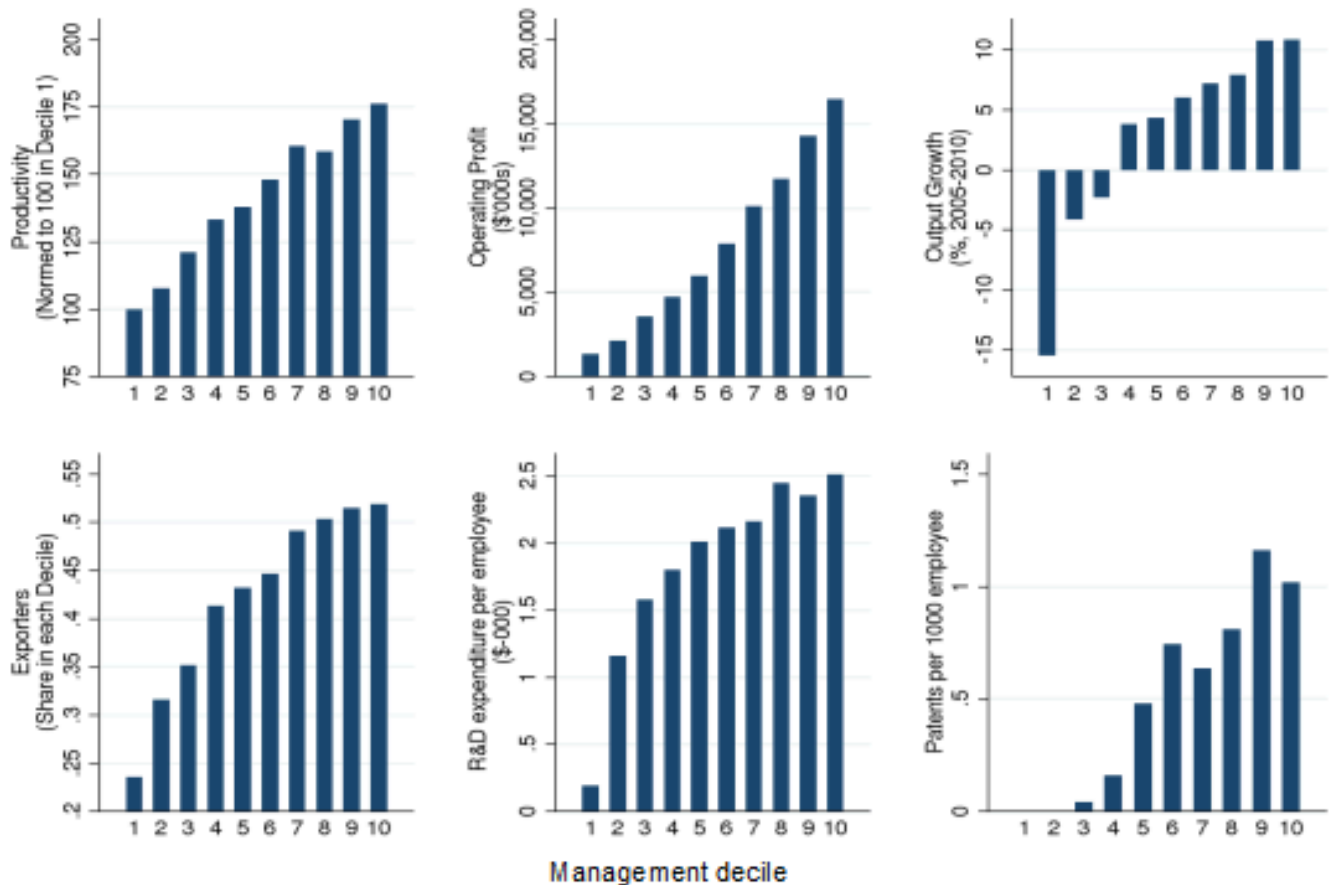 Productivity
(Normed to 100 in Decile 1)
200
175
150
125
100
75
1 2 3 4 5 6 7 8 9 10
Operating Profit
($'000s)
20,000
15,000
10,000
5,000
0
1 2 3 4 5 6 7 8 9 10
Output Growth
(%, 2005-2010)
10
5
0
-5
-10
-15
1 2 3 4 5 6 7 8 9 10
Exporters
(Share in each Decile)
.55
.5
.45
.4
.35
.3
.25
.2
1 2 3 4 5 6 7 8 9 10
R&D expenditure per employee
($-000)
2.5
2
1.5
1
.5
0
1 2 3 4 5 6 7 8 9 10
Patents per 1000 employee
1.5
1
.5
0
1 2 3 4 5 6 7 8 9 10
Management decile